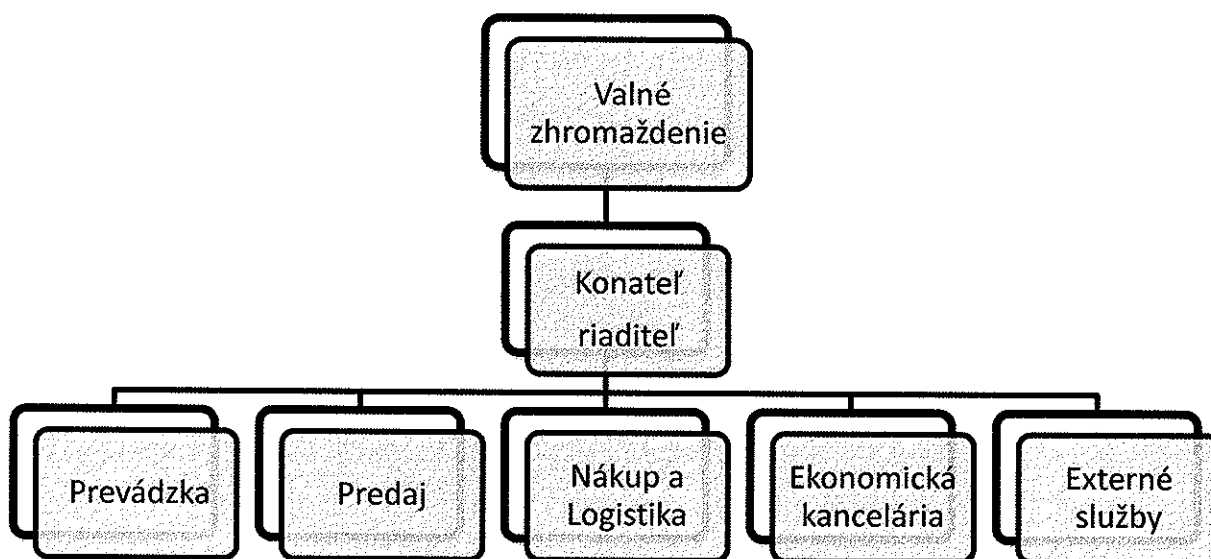 Valné
zhromaždenie
Konateľ
riaditeľ
Prevádzka
Predaj
Nákup a
Logistika
Ekonomická
kancelária
Externé
služby